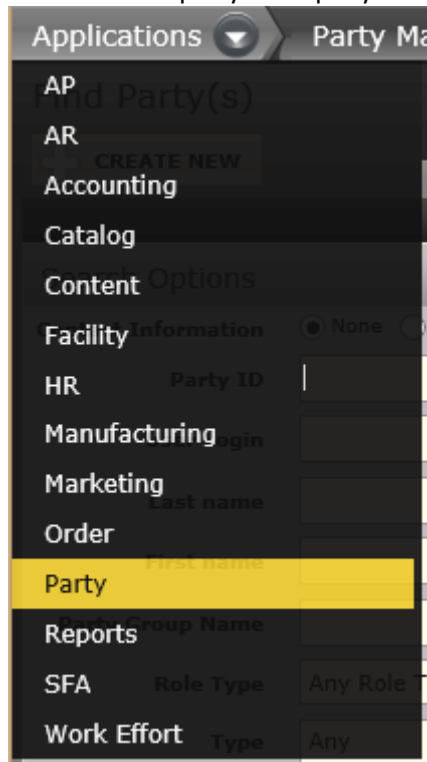 Applications Party Ma
Find Party(s)
AP
AR
CREATE NEW
Accounting
Catalog
Search Options
Content
Facility
Information
None
HR
Party ID
Manufacturing
Login
Marketing
Last name
Order
First name
Party
Party Group Name
Reports
SFA
Role Type
Any Role T
Work Effort
Type
Any